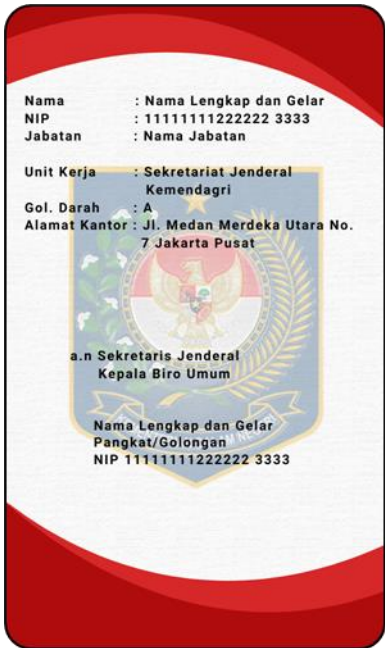 Nama : Nama Lengkap dan Gelar
NIP : 11111111222222 3333
Jabatan : Nama Jabatan
Unit Kerja : Sekretariat Jenderal
Kemendagri
Gol. Darah : A
Alamat Kantor : Jl. Medan Merdeka Utara No.
7 Jakarta Pusat
a.n Sekretaris Jenderal
Kepala Biro Umum
Nama Lengkap dan Gelar
Pangkat/Golongan
NIP 11111111222222 3333